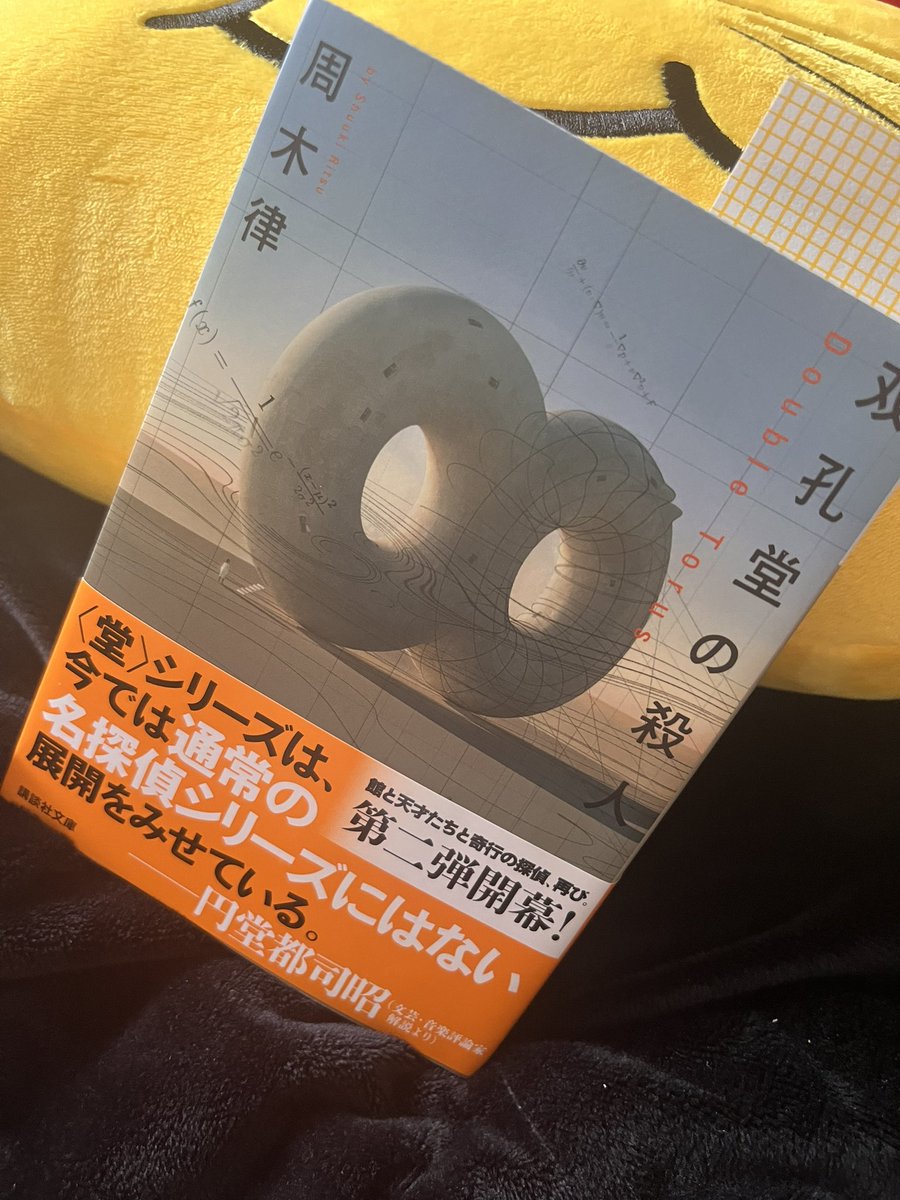 周木律
by Shuuki Ritsu
双孔堂の殺人
Double Torus
f(x) =
〈堂〉シリーズは、
今では通常の
名探偵シリーズにはない
展開をみせている。
──円堂都司昭
(文芸・音楽評論家
解説より)
館と天才たちと奇行の探偵、再び。
第二弾開幕!
講談社文庫